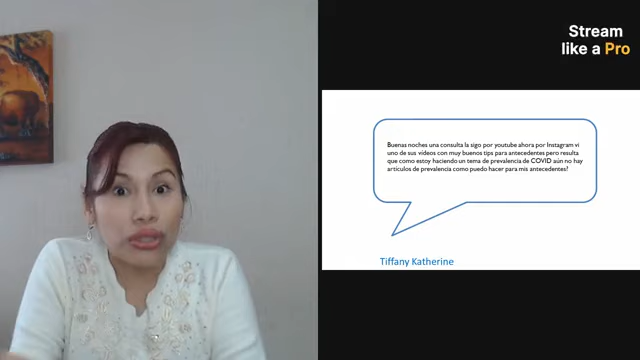 Stream
like a Pro
Buenas noches una consulta la sigo por youtube ahora por Instagram vi
uno de sus videos con muy buenos tips para antecedentes pero resulta
que como estoy haciendo un tema de prevalencia de COVID aún no hay
artículos de prevalencia como puedo hacer para mis antecedentes?
Tiffany Katherine